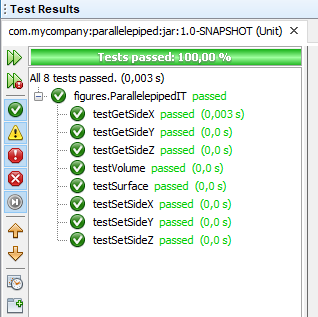 Test Results
com.mycompany:parallelepiped:jar:1.0-SNAPSHOT (Unit)
Tests passed: 100,00 %
All 8 tests passed. (0,003 s)
figures.ParallelepipedIT passed
testGetSideX passed (0,003 s)
testGetSideY passed (0,0 s)
testGetSideZ passed (0,0 s)
testVolume passed (0,0 s)
testSurface passed (0,0 s)
testSetSideX passed (0,0 s)
testSetSideY passed (0,0 s)
testSetSideZ passed (0,0 s)